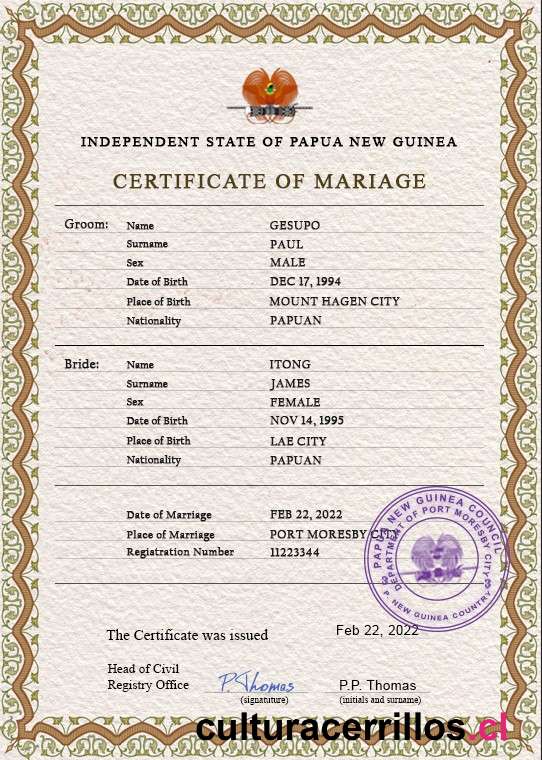 INDEPENDENT STATE OF PAPUA NEW GUINEA
CERTIFICATE OF MARIAGE
Groom: Name GESUPO
Surname PAUL
Sex MALE
Date of Birth DEC 17, 1994
Place of Birth MOUNT HAGEN CITY
Nationality PAPUAN
Bride: Name ITONG
Surname JAMES
Sex FEMALE
Date of Birth NOV 14, 1995
Place of Birth LAE CITY
Nationality PAPUAN
Date of Marriage FEB 22, 2022
Place of Marriage PORT MORESBY CITY
Registration Number 11223344
PAPUA NEW GUINEA COUNCIL
DEPARTMENT OF PORT MORESBY CITY
P. NEW GUINEA COUNTRY
The Certificate was issued Feb 22, 2022
Head of Civil
Registry Office P.Thomas P.P. Thomas
(signatuture) (initials and surname)
culturacerrillos.cl